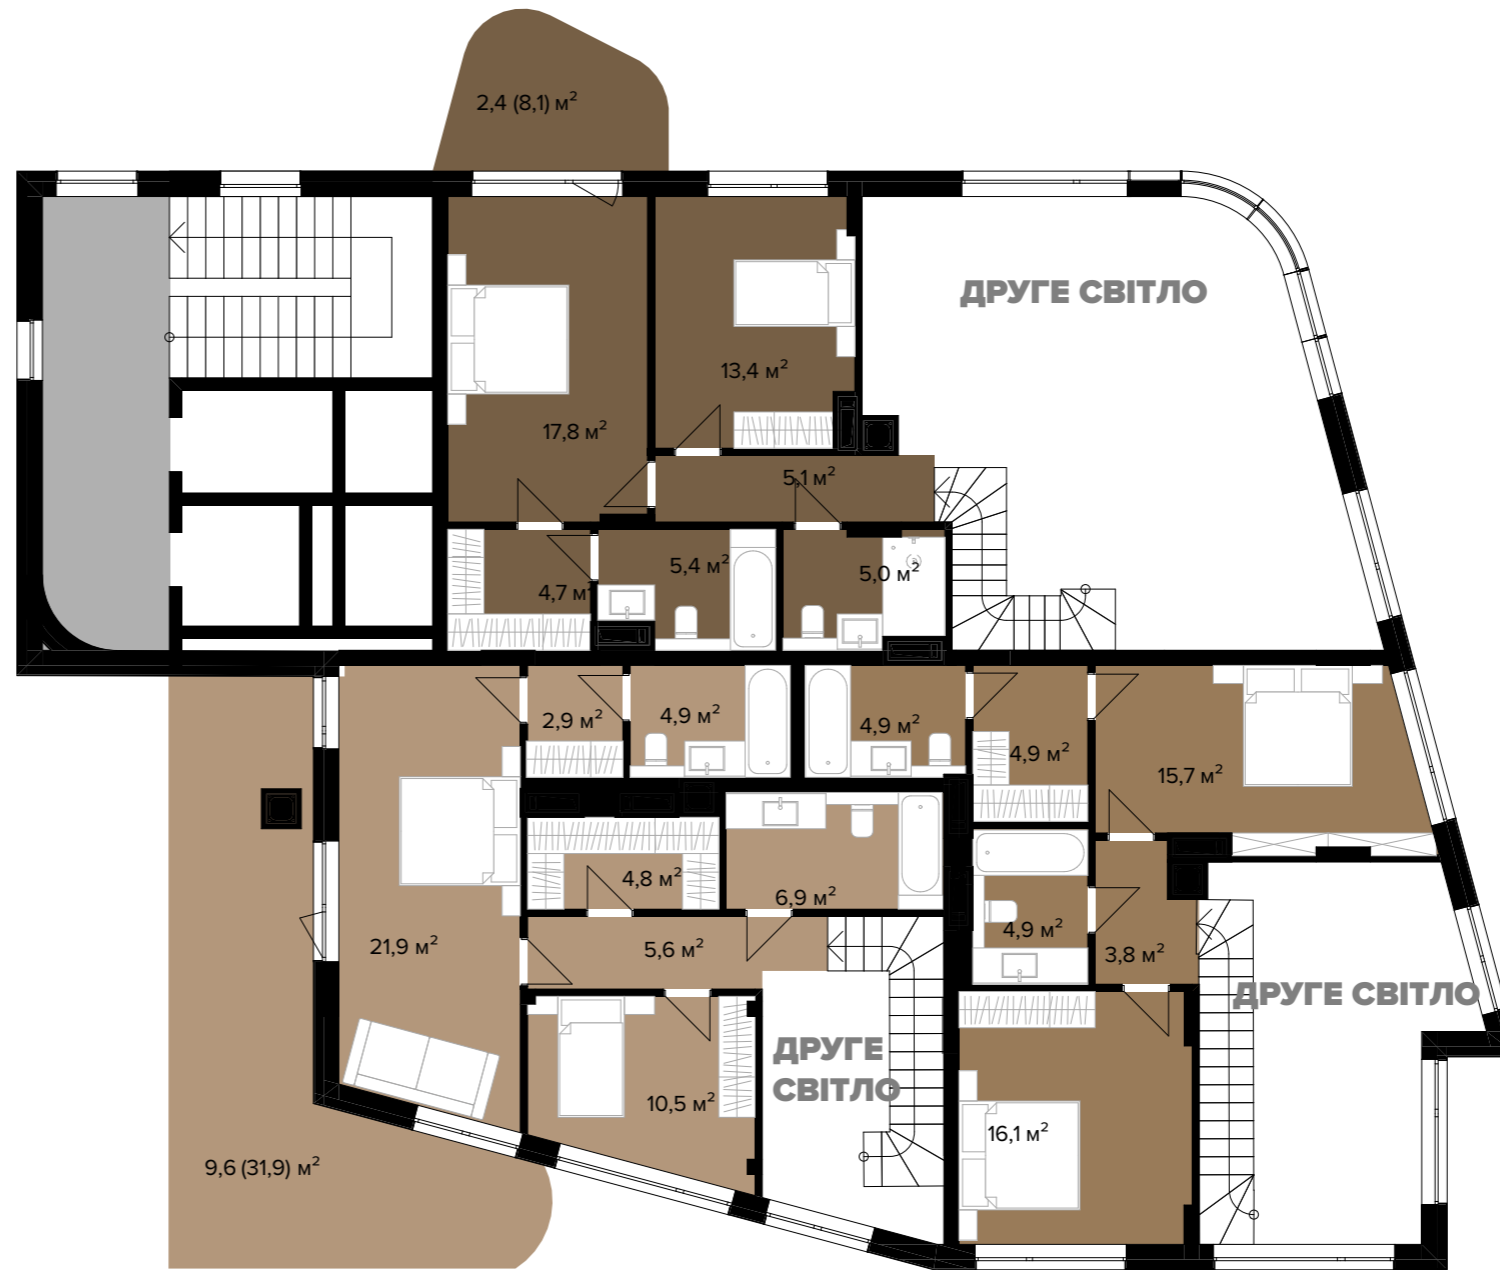 2,4 (8,1) м²
ДРУГЕ СВІТЛО
13,4 м²
17,8 м²
5,1 м²
5,4 м²
5,0 м²
4,7 м²
2,9 м²
4,9 м²
4,9 м²
4,9 м²
15,7 м²
4,8 м²
6,9 м²
4,9 м²
21,9 м²
5,6 м²
3,8 м²
ДРУГЕ СВІТЛО
ДРУГЕ
СВІТЛО
10,5 м²
16,1 м²
9,6 (31,9) м²